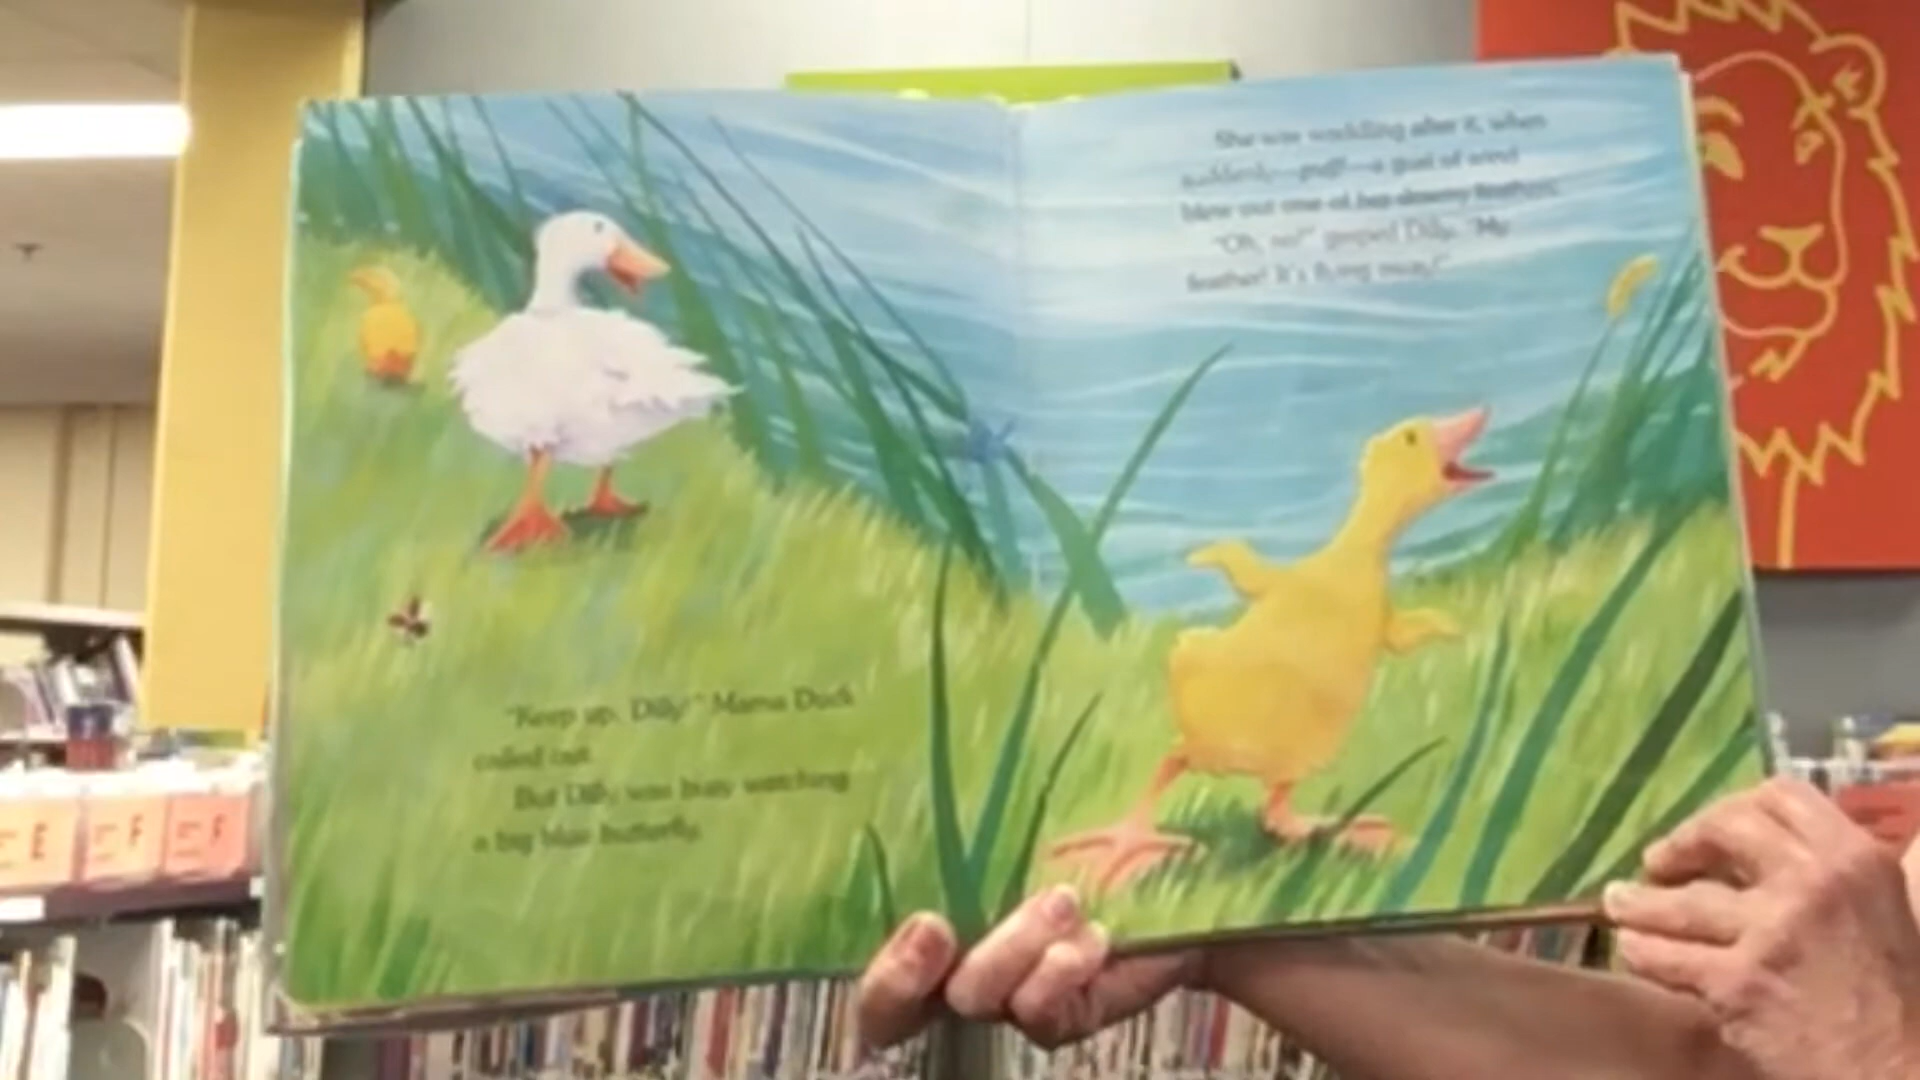 "Keep up, Dilly!" Mama Duck
called out.
But Dilly was busy watching
a big blue butterfly.
She was waddling after it, when
suddenly—puff!—a gust of wind
blew out one of her downy feathers.
"Oh, no!" gasped Dilly. "My
feather! It's flying away!"
E
F
F